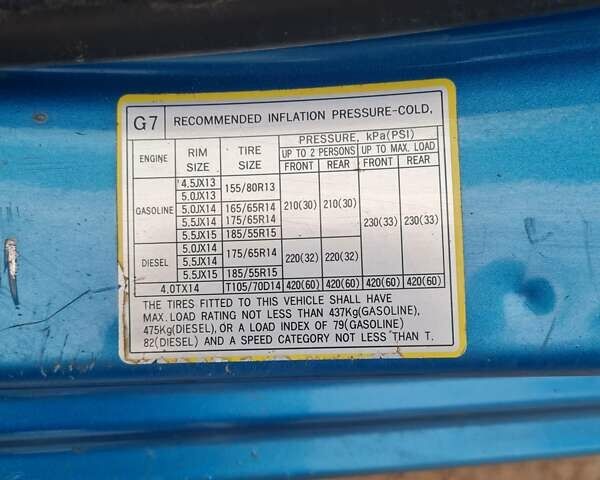 G7 RECOMMENDED INFLATION PRESSURE-COLD.
ENGINE RIM SIZE TIRE SIZE PRESSURE, kPa(PSI)
UP TO 2 PERSONS UP TO MAX. LOAD
FRONT REAR FRONT REAR
GASOLINE 4.5JX13 155/80R13 210(30) 210(30) 230(33) 230(33)
5.0JX13
5.0JX14 165/65R14
5.5JX14 175/65R14
5.5JX15 185/55R15
DIESEL 5.0JX14 175/65R14 220(32) 220(32)
5.5JX14
5.5JX15 185/55R15
4.0TX14 T105/70D14 420(60) 420(60) 420(60) 420(60)
THE TIRES FITTED TO THIS VEHICLE SHALL HAVE
MAX. LOAD RATING NOT LESS THAN 437Kg(GASOLINE),
475Kg(DIESEL), OR A LOAD INDEX OF 79(GASOLINE)
82(DIESEL) AND A SPEED CATEGORY NOT LESS THAN T.